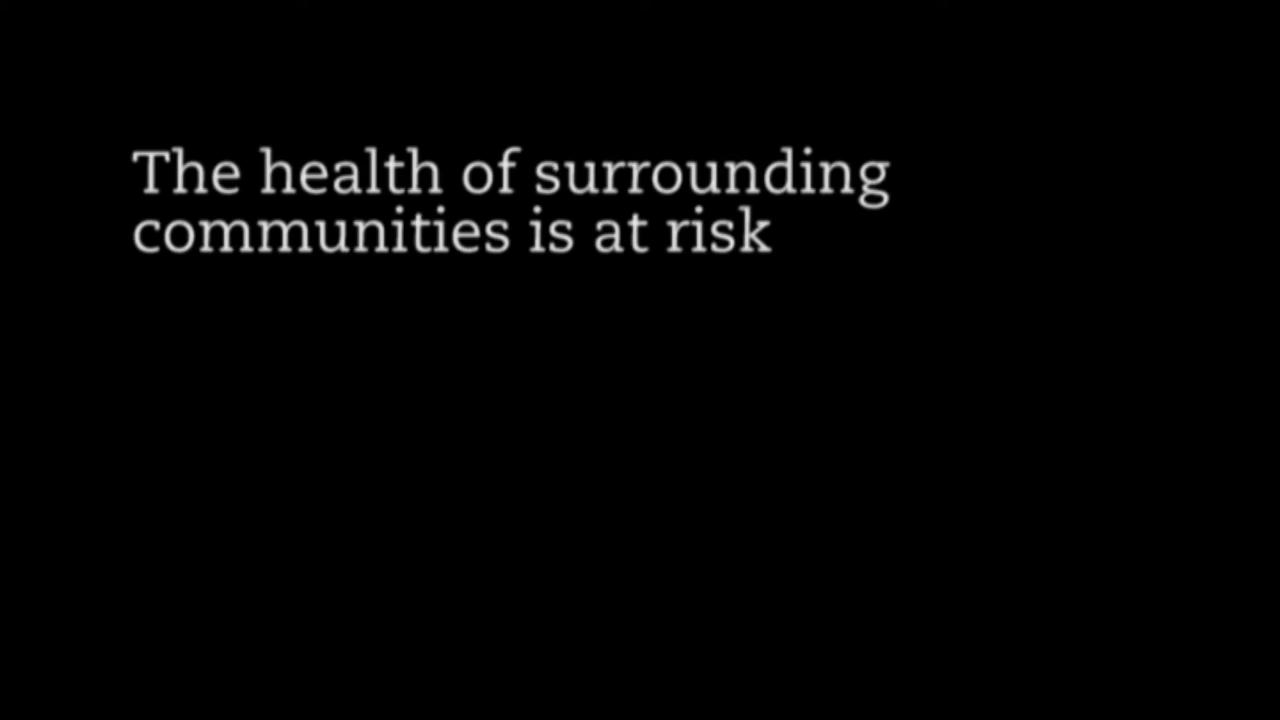 The health of surrounding
communities is at risk